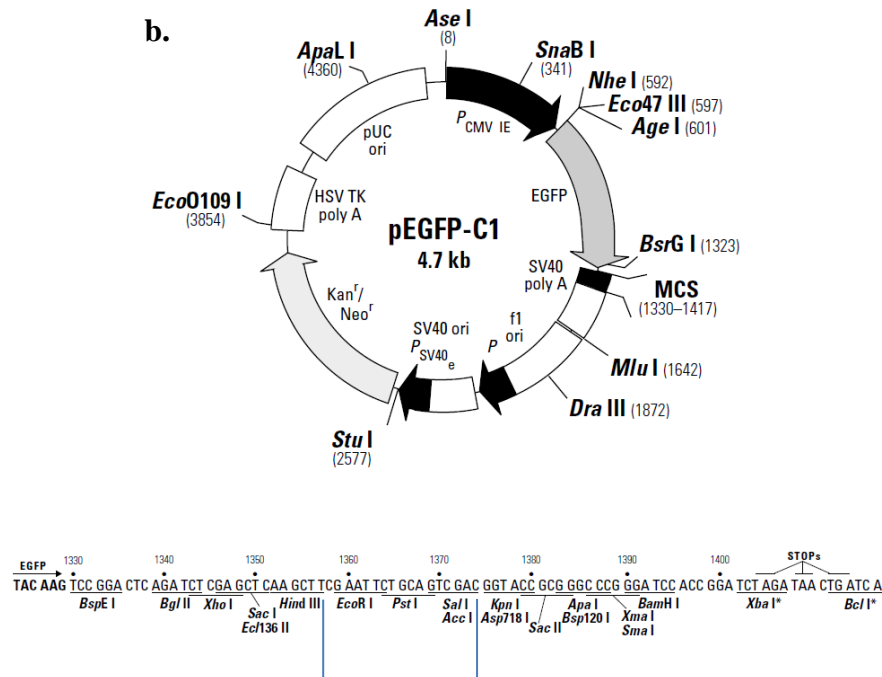 b.
Ase I
(8)
SnaB I
(341)
Nhe I (592)
Eco47 III (597)
Age I (601)
ApaL I
(4360)
P CMV IE
pUC
ori
EGFP
EcoO109 I
(3854)
HSV TK
poly A
pEGFP-C1
4.7 kb
BsrG I
(1323)
SV40
poly A
MCS
(1330–1417)
Kanr/
Neor
SV40 ori
P SV40e
f1
ori
P
Mlu I (1642)
Dra III (1872)
Stu I
(2577)
EGFP 1330 1340 1350 1360 1370 1380 1390 1400 STOPs
TAC AAG TCC GGA CTC AGA TCT CGA GCT CAA GCT TCG AAT TCT GCA GTC GAC GGT ACC GCG GGC CCG GGA TCC ACC GGA TCT AGA TAA CTG ATC A
BspE I Bgl II Xho I Hind III EcoR I Pst I Sal I Kpn I Apa I BamH I Xba I* Bcl I*
Sac I Acc I Asp718 I Sac II Bsp120 I Xma I
Ecl136 II Sma I